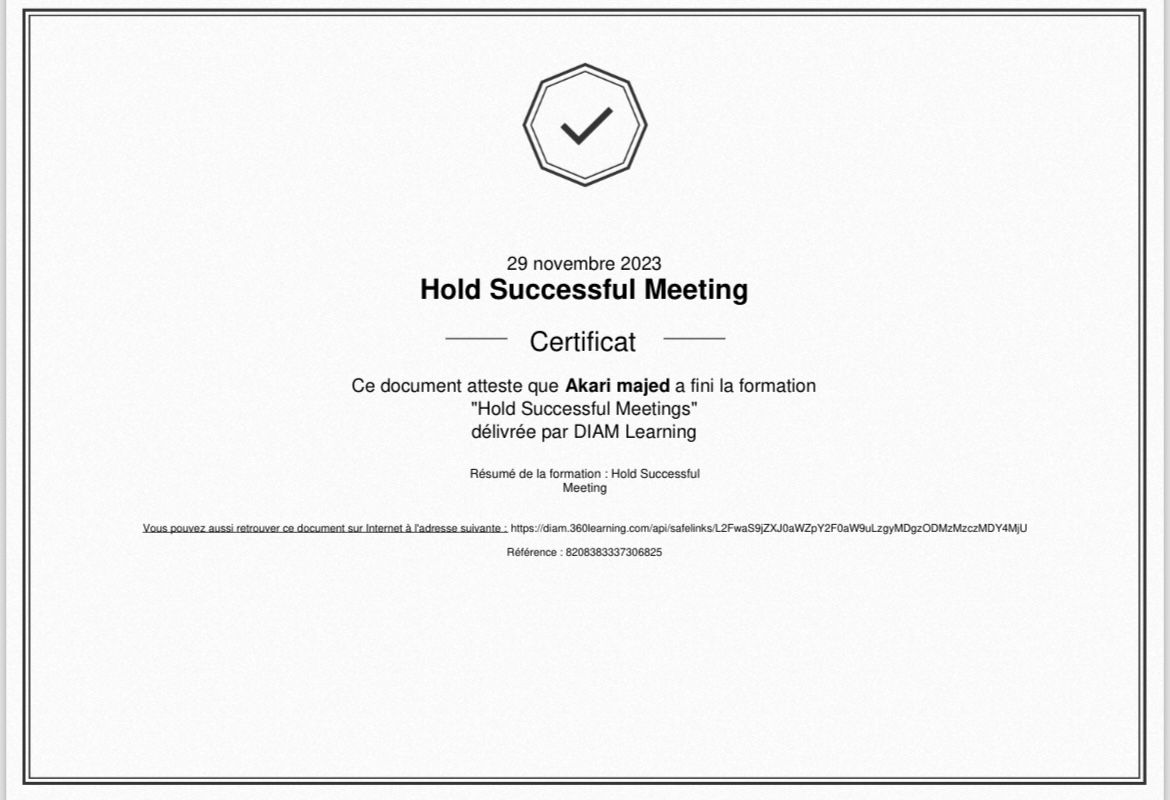 29 novembre 2023
Hold Successful Meeting
Certificat
Ce document atteste que Akari majed a fini la formation
"Hold Successful Meetings"
délivrée par DIAM Learning
Résumé de la formation : Hold Successful
Meeting
Vous pouvez aussi retrouver ce document sur Internet à l'adresse suivante : https://diam.360learning.com/api/safelinks/L2FwaS9jZXJ0aWZpY2F0aW9uLzgyMDgzODMzMzczMDY4MjU
Référence : 8208383337306825